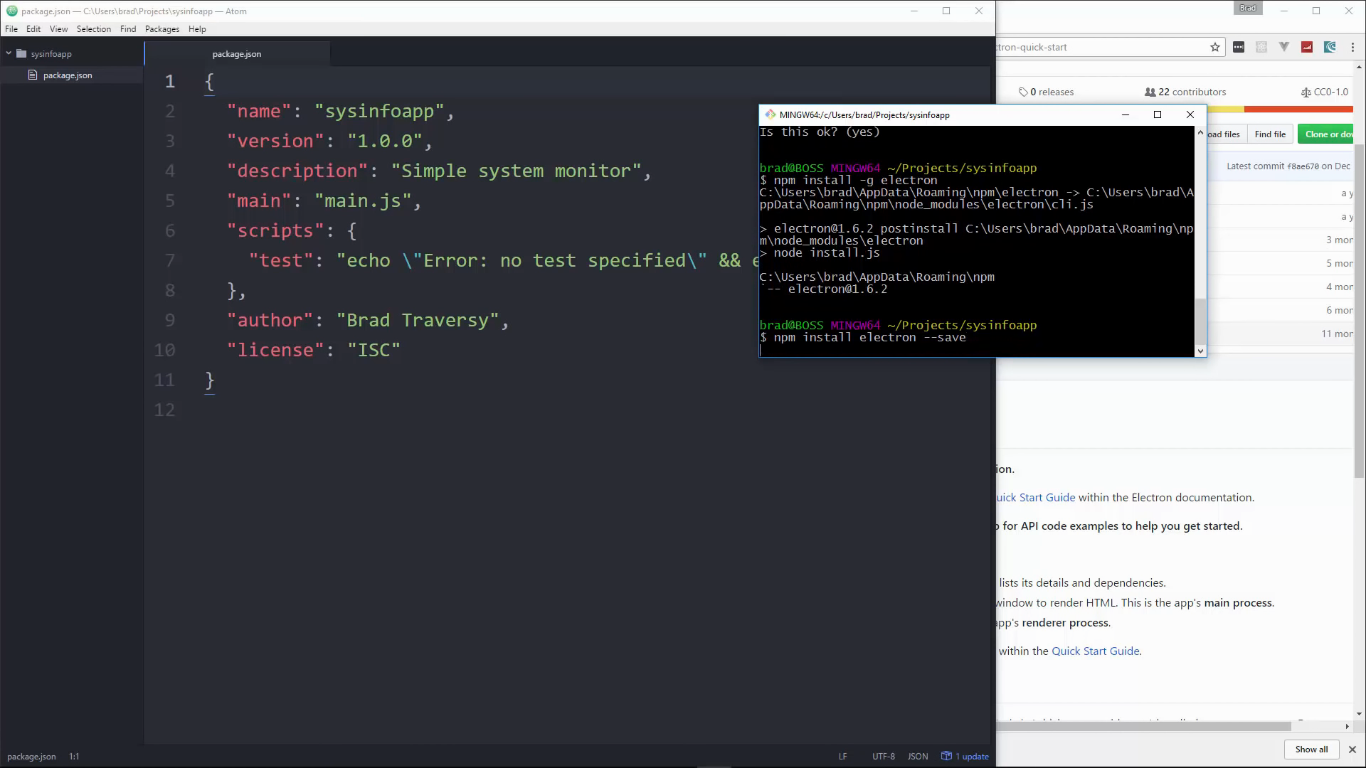 package.json — C:\Users\brad\Projects\sysinfoapp — Atom
File Edit View Selection Find Packages Help
sysinfoapp
package.json
package.json
1 {
2 "name": "sysinfoapp",
3 "version": "1.0.0",
4 "description": "Simple system monitor",
5 "main": "main.js",
6 "scripts": {
7 "test": "echo \"Error: no test specified\" && e
8 },
9 "author": "Brad Traversy",
10 "license": "ISC"
11 }
12
package.json 1:1
LF UTF-8 JSON 1 update
MINGW64:/c/Users/brad/Projects/sysinfoapp
Is this ok? (yes)
brad@BOSS MINGW64 ~/Projects/sysinfoapp
$ npm install -g electron
C:\Users\brad\AppData\Roaming\npm\electron -> C:\Users\brad\A
ppData\Roaming\npm\node_modules\electron\cli.js
> electron@1.6.2 postinstall C:\Users\brad\AppData\Roaming\np
m\node_modules\electron
> node install.js
C:\Users\brad\AppData\Roaming\npm
`-- electron@1.6.2
brad@BOSS MINGW64 ~/Projects/sysinfoapp
$ npm install electron --save
Brad
ctron-quick-start
0 releases 22 contributors CC0-1.0
oad files Find file Clone or dow
Latest commit f8ae670 on Dec
a y
a y
3 mon
5 mon
4 mon
6 mon
11 mon
ion.
uick Start Guide within the Electron documentation.
p for API code examples to help you get started.
lists its details and dependencies.
window to render HTML. This is the app's main process.
app's renderer process.
within the Quick Start Guide.
Show all